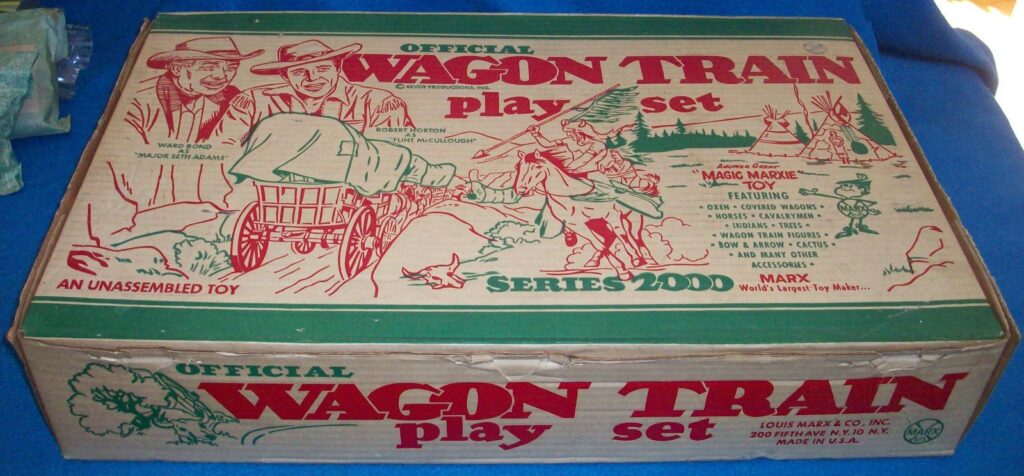 OFFICIAL
WAGON TRAIN
© REVUE PRODUCTIONS, INC.
play set
WARD BOND
AS
"MAJOR SETH ADAMS"
ROBERT HORTON
AS
"FLINT McCULLOUGH"
ANOTHER GREAT
"MAGIC MARXIE"
TOY
FEATURING
OXEN • COVERED WAGONS •
HORSES • CAVALRYMEN •
• INDIANS • TREES •
WAGON TRAIN FIGURES •
• BOW & ARROW • CACTUS •
• AND MANY OTHER
ACCESSORIES •
MARX
AN UNASSEMBLED TOY
SERIES 2000
MARX
World's Largest Toy Maker...
OFFICIAL
WAGON TRAIN
play set
LOUIS MARX & CO., INC.
200 FIFTH AVE. N.Y. 10 N.Y.
MADE IN U.S.A.
MARX